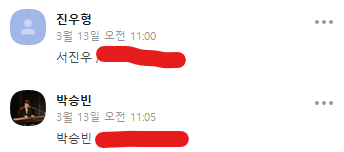 진우형
3월 13일 오전 11:00
서진우 /
박승빈
3월 13일 오전 11:05
박승빈